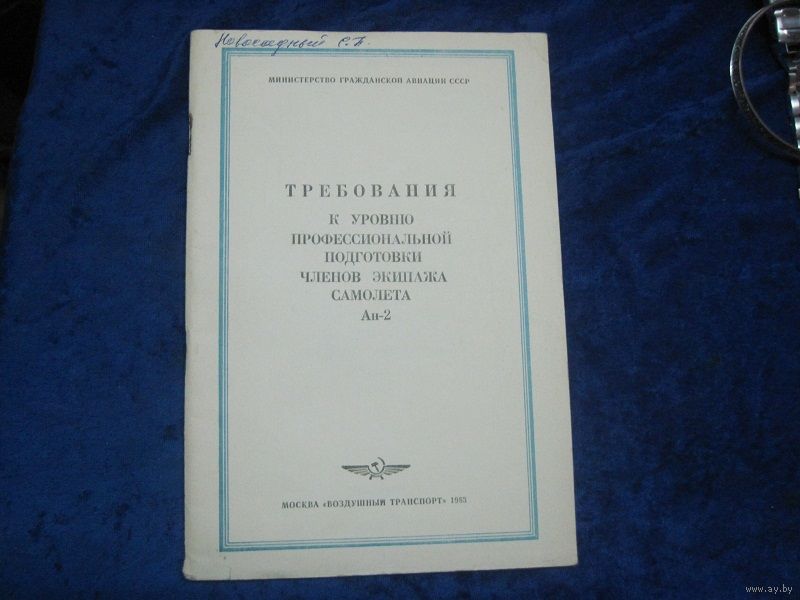 Новосадный С.Б.
МИНИСТЕРСТВО ГРАЖДАНСКОЙ АВИАЦИИ СССР
ТРЕБОВАНИЯ
К УРОВНЮ
ПРОФЕССИОНАЛЬНОЙ
ПОДГОТОВКИ
ЧЛЕНОВ ЭКИПАЖА
САМОЛЕТА
Ан-2
МОСКВА «ВОЗДУШНЫЙ ТРАНСПОРТ» 1983
www.ay.by